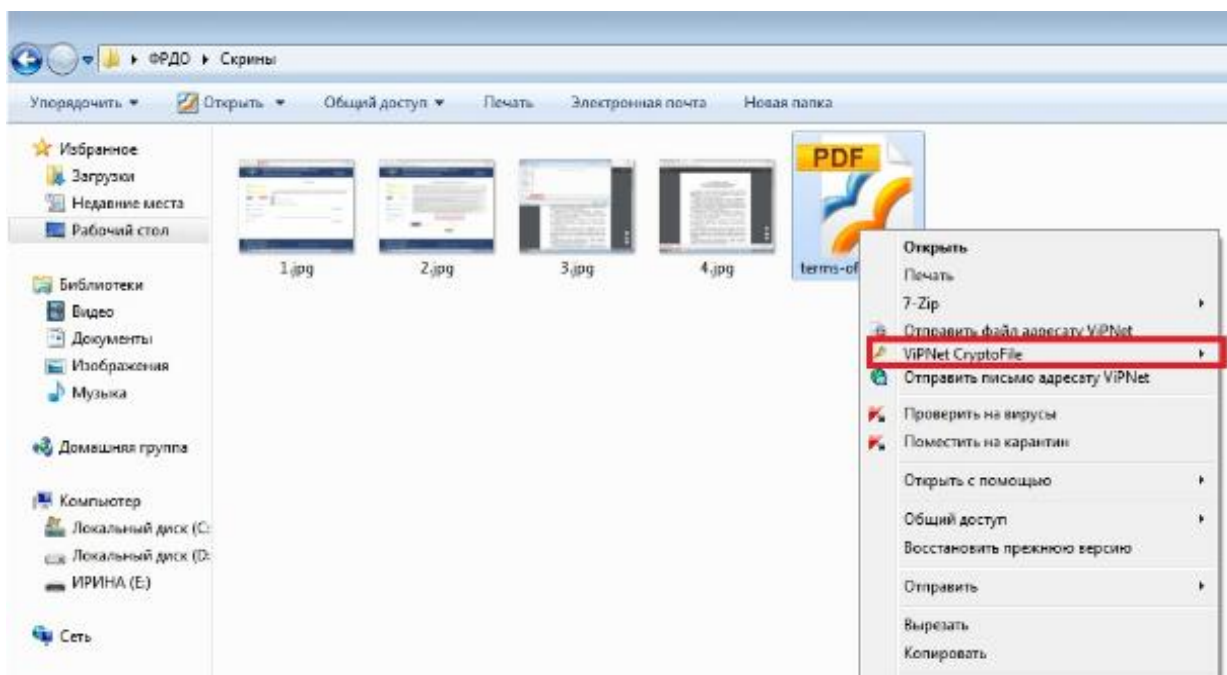 ФРДО Скрины
Упорядочить Открыть Общий доступ Печать Электронная почта Новая папка
Избранное
Загрузки
Недавние места
Рабочий стол
Библиотеки
Видео
Документы
Изображения
Музыка
Домашняя группа
Компьютер
Локальный диск (C:
Локальный диск (D:
ИРИНА (E:)
Сеть
PDF
1.jpg 2.jpg 3.jpg 4.jpg terms-of
Открыть
Печать
7-Zip
Отправить файл адресату ViPNet
ViPNet CryptoFile
Отправить письмо адресату ViPNet
Проверить на вирусы
Поместить на карантин
Открыть с помощью
Общий доступ
Восстановить прежнюю версию
Отправить
Вырезать
Копировать